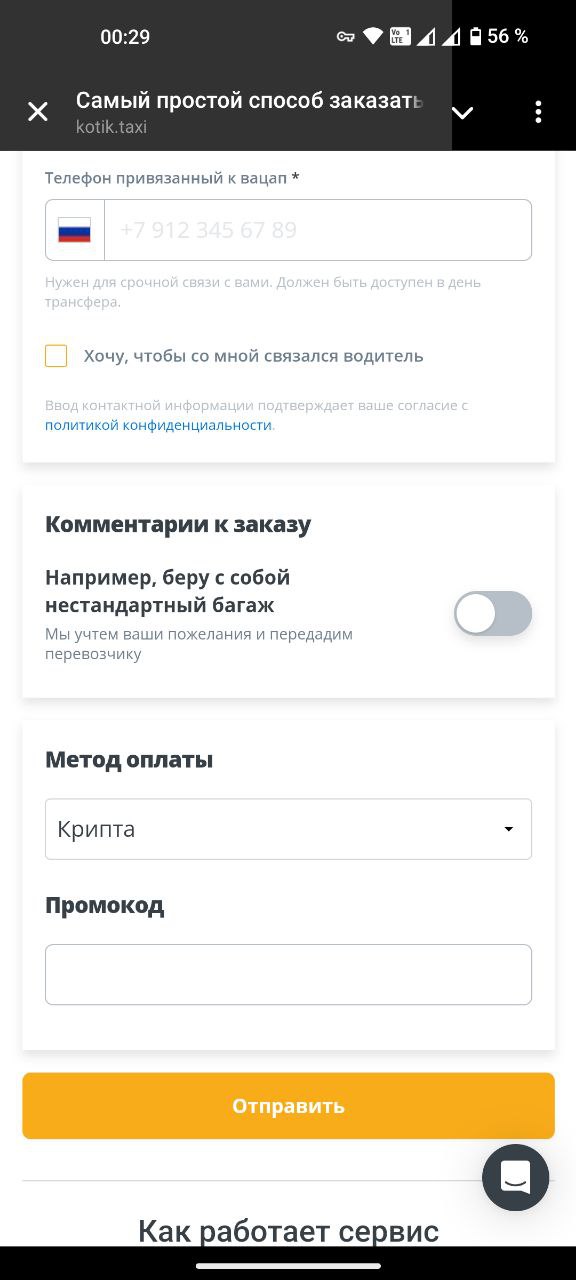 00:29
Vo 1
LTE
56 %
Самый простой способ заказать
kotik.taxi
Телефон привязанный к вацап *
+7 912 345 67 89
Нужен для срочной связи с вами. Должен быть доступен в день
трансфера.
Хочу, чтобы со мной связался водитель
Ввод контактной информации подтверждает ваше согласие с
политикой конфиденциальности.
Комментарии к заказу
Например, беру с собой
нестандартный багаж
Мы учтем ваши пожелания и передадим
перевозчику
Метод оплаты
Крипта
Промокод
Отправить
Как работает сервис